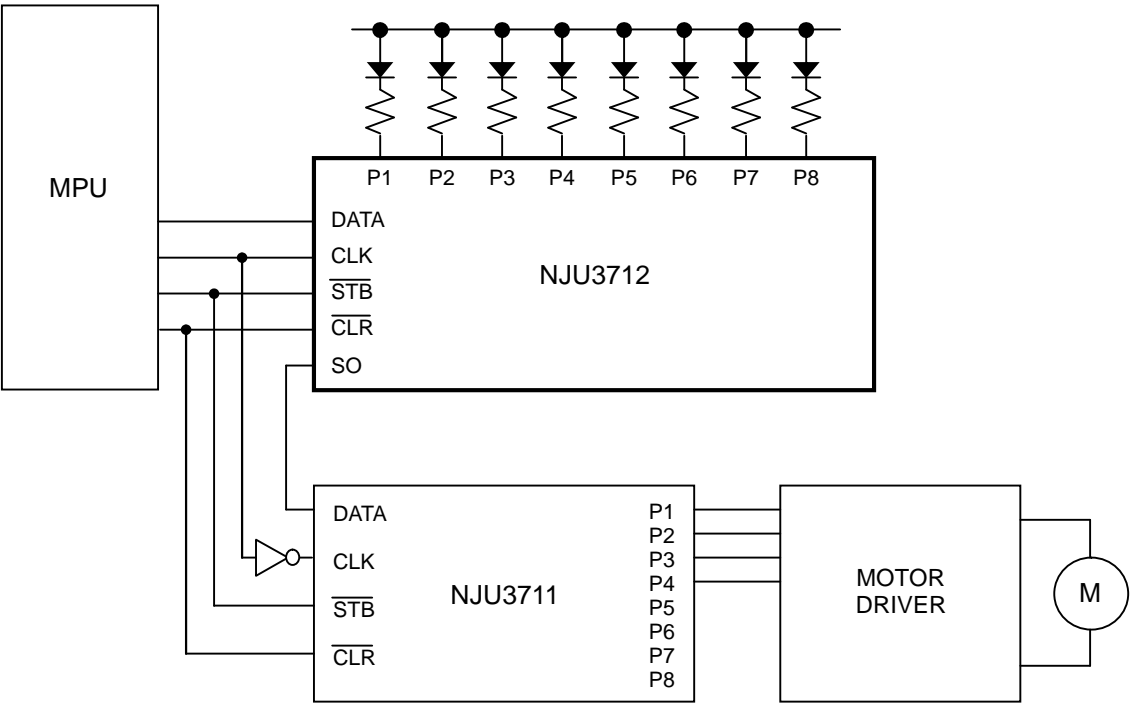 MPU
P1 P2 P3 P4 P5 P6 P7 P8
DATA
CLK
STB
CLR
SO
NJU3712
DATA
CLK
STB
CLR
NJU3711
P1
P2
P3
P4
P5
P6
P7
P8
MOTOR
DRIVER
M